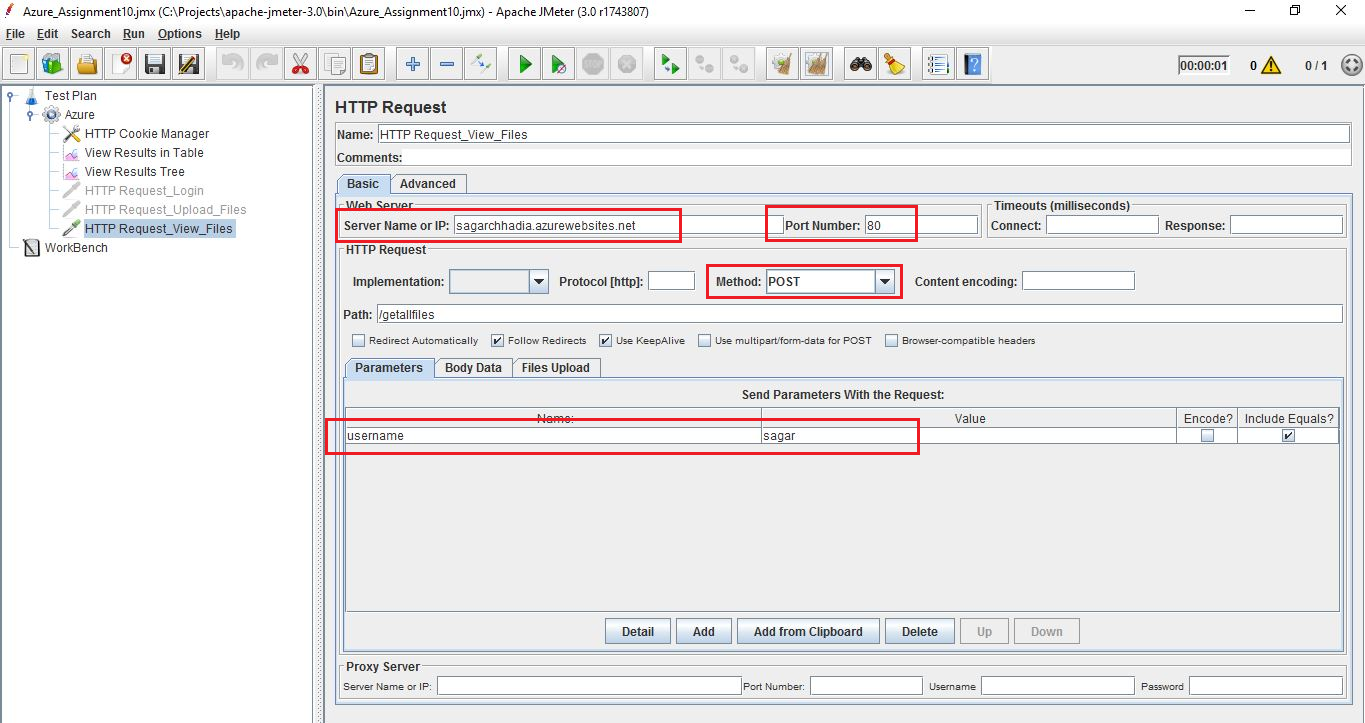 Azure_Assignment10.jmx (C:\Projects\apache-jmeter-3.0\bin\Azure_Assignment10.jmx) - Apache JMeter (3.0 r1743807)
File Edit Search Run Options Help
STOP 00:00:01 0 0 / 1
Test Plan
Azure
HTTP Cookie Manager
View Results in Table
View Results Tree
HTTP Request_Login
HTTP Request_Upload_Files
HTTP Request_View_Files
WorkBench
HTTP Request
Name: HTTP Request_View_Files
Comments:
Basic Advanced
Web Server Timeouts (milliseconds)
Server Name or IP: sagarchhadia.azurewebsites.net Port Number: 80 Connect: Response:
HTTP Request
Implementation: Protocol [http]: Method: POST Content encoding:
Path: /getallfiles
Redirect Automatically Follow Redirects Use KeepAlive Use multipart/form-data for POST Browser-compatible headers
Parameters Body Data Files Upload
Send Parameters With the Request:
Name: Value Encode? Include Equals?
username sagar
Detail Add Add from Clipboard Delete Up Down
Proxy Server
Server Name or IP: Port Number: Username Password